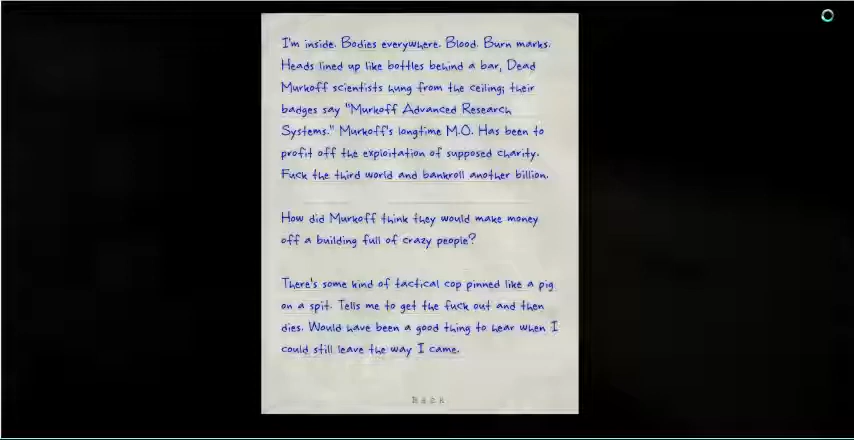 I'm inside. Bodies everywhere. Blood. Burn marks.
Heads lined up like bottles behind a bar, Dead
Murkoff scientists hung from the ceiling; their
badges say "Murkoff Advanced Research
Systems." Murkoff's longtime M.O. Has been to
profit off the exploitation of supposed charity.
Fuck the third world and bankroll another billion.
How did Murkoff think they would make money
off a building full of crazy people?
There's some kind of tactical cop pinned like a pig
on a spit. Tells me to get the fuck out and then
dies. Would have been a good thing to hear when I
could still leave the way I came.
Back